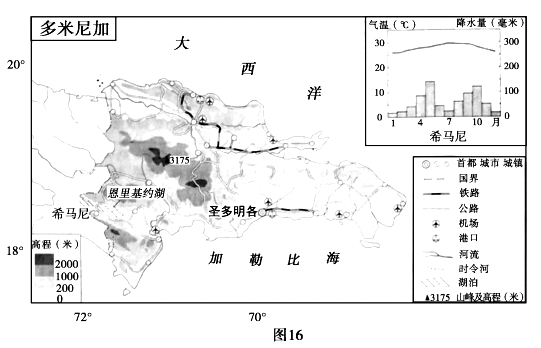 多米尼加
大西洋
20°
18°
72°
70°
3175
恩里基约湖
希马尼
圣多明各
加勒比海
高程(米)
2000
1000
200
0
气温(℃) 降水量(毫米)
30 300
20 200
10 100
0 0
1 4 7 10 月
希马尼
首都 城市 城镇
国界
铁路
公路
机场
港口
河流
时令河
湖泊
▲3175 山峰及高程(米)
图16